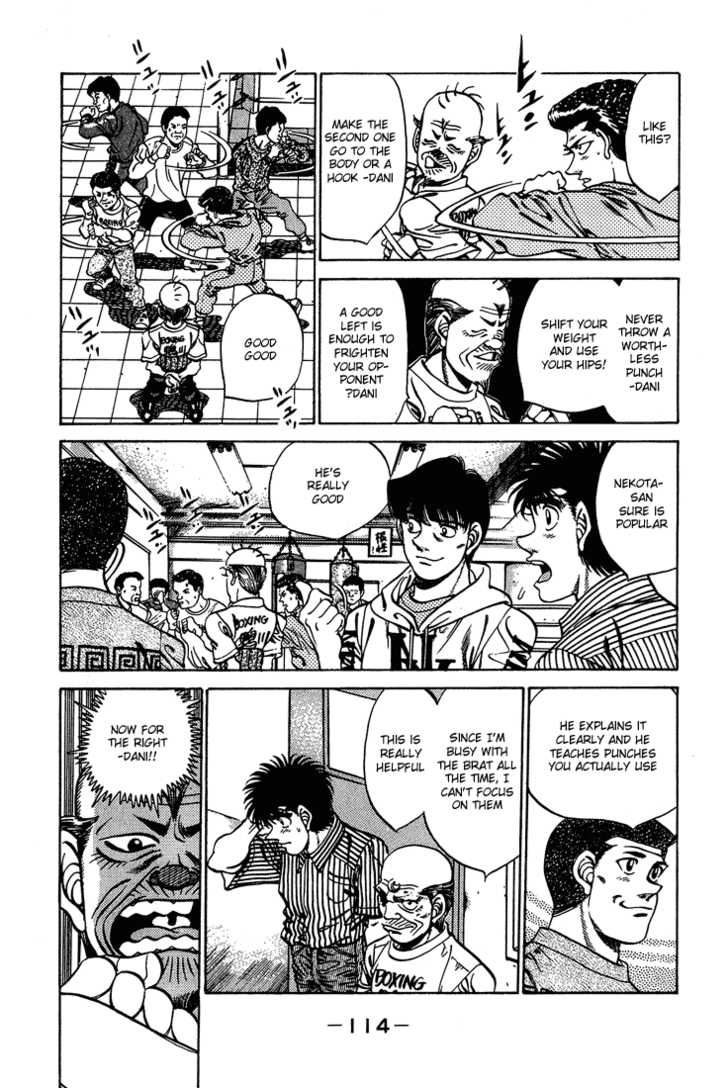 LIKE
THIS?
MAKE THE
SECOND ONE
GO TO THE
BODY OR A
HOOK -DANI
BOXING
GOOD
GOOD
BOXING
NEVER
THROW A
WORTH-
LESS
PUNCH
-DANI
SHIFT YOUR
WEIGHT
AND USE
YOUR HIPS!
A GOOD
LEFT IS
ENOUGH TO
FRIGHTEN
YOUR OP-
PONENT
?DANI
NEKOTA-
SAN
SURE IS
POPULAR
HE'S
REALLY
GOOD
根性
BOXING
HE EXPLAINS IT
CLEARLY AND HE
TEACHES PUNCHES
YOU ACTUALLY USE
SINCE I'M
BUSY WITH
THE BRAT ALL
THE TIME, I
CAN'T FOCUS
ON THEM
THIS IS
REALLY
HELPFUL
BOXING
NOW FOR
THE RIGHT
-DANI!!
-114-